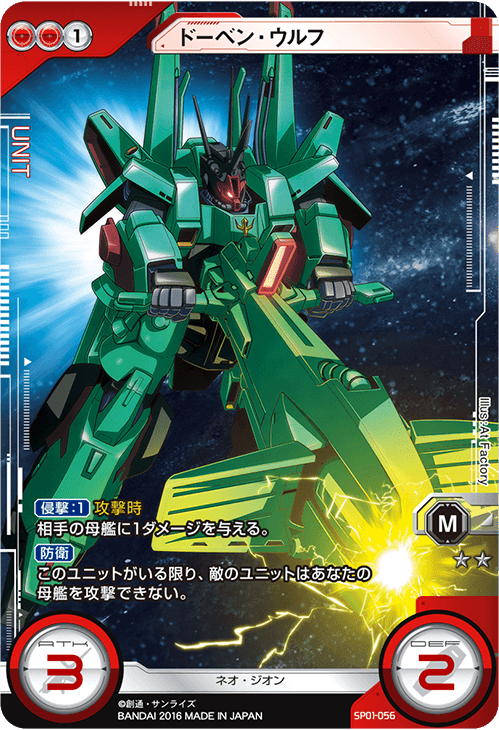 1
ドーベン・ウルフ
UNIT
illus:At Factory
侵撃:1 攻撃時
相手の母艦に1ダメージを与える。
M
防衛
このユニットがいる限り、敵のユニットはあなたの
母艦を攻撃できない。
ATK
3
DEF
2
ネオ・ジオン
©創通・サンライズ
BANDAI 2016 MADE IN JAPAN
SP01-056